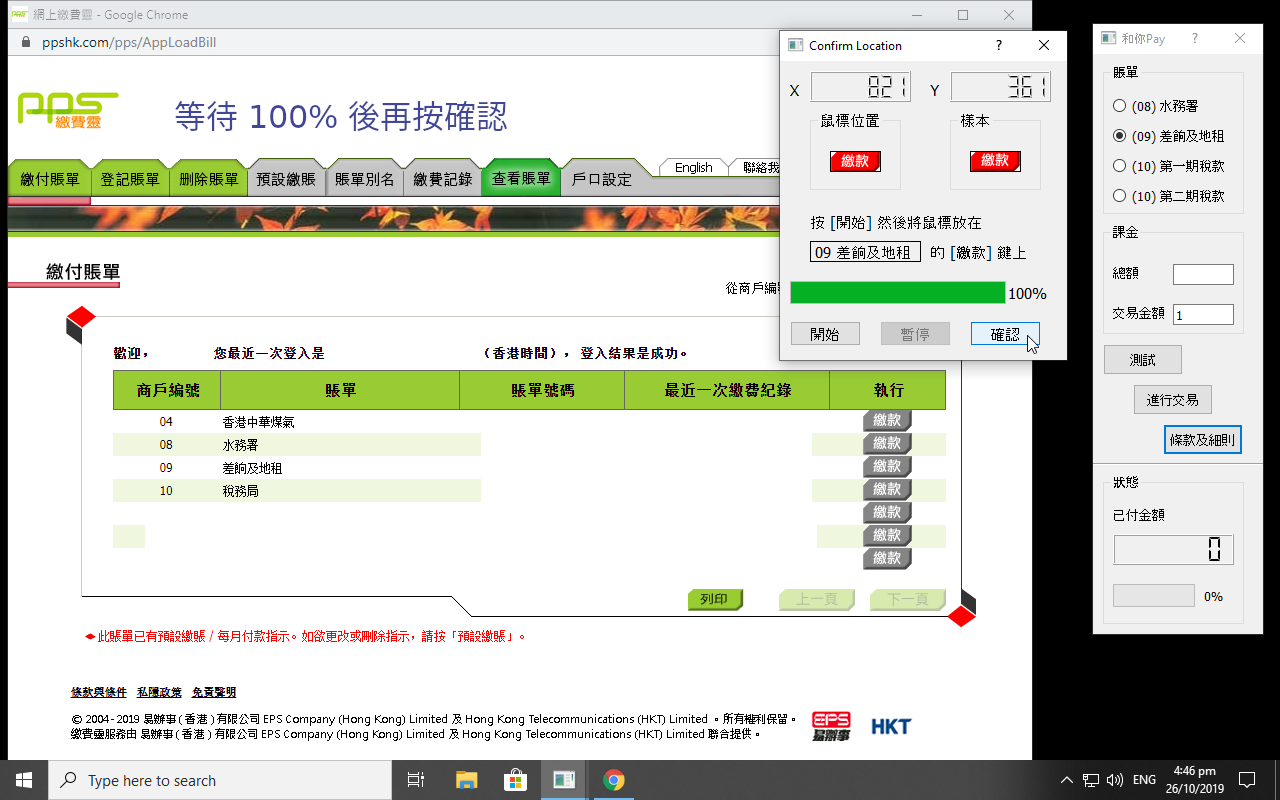 網上繳費靈 - Google Chrome
ppshk.com/pps/AppLoadBill
pps
繳費靈
等待 100% 後再按確認
繳付賬單
登記賬單
刪除賬單
預設繳賬
賬單別名
繳費記錄
查看賬單
戶口設定
English
聯絡我
繳付賬單
從商戶編號
歡迎, 您最近一次登入是 (香港時間), 登入結果是成功。
商戶編號 賬單 賬單號碼 最近一次繳費紀錄 執行
04 香港中華煤氣 繳款
08 水務署 繳款
09 差餉及地租 繳款
10 稅務局 繳款
繳款
繳款
繳款
列印 上一頁 下一頁
此賬單已有預設繳賬 / 每月付款指示。如欲更改或刪除指示，請按「預設繳賬」。
條款與條件 私隱政策 免責聲明
© 2004 - 2019 易辦事 ( 香港 ) 有限公司 EPS Company (Hong Kong) Limited 及 Hong Kong Telecommunications (HKT) Limited 。所有權利保留。
繳費靈服務由 易辦事 ( 香港 ) 有限公司 EPS Company (Hong Kong) Limited 及 Hong Kong Telecommunications (HKT) Limited 聯合提供。
EPS
易辦事
HKT
Confirm Location ?
X 821 Y 361
鼠標位置 樣本
繳款 繳款
按 [開始] 然後將鼠標放在
09 差餉及地租 的 [繳款] 鍵上
100%
開始 暫停 確認
和你Pay ?
賬單
(08) 水務署
(09) 差餉及地租
(10) 第一期稅款
(10) 第二期稅款
課金
總額
交易金額 1
測試
進行交易
條款及細則
狀態
已付金額
0
0%
Type here to search
ENG
4:46 pm
26/10/2019